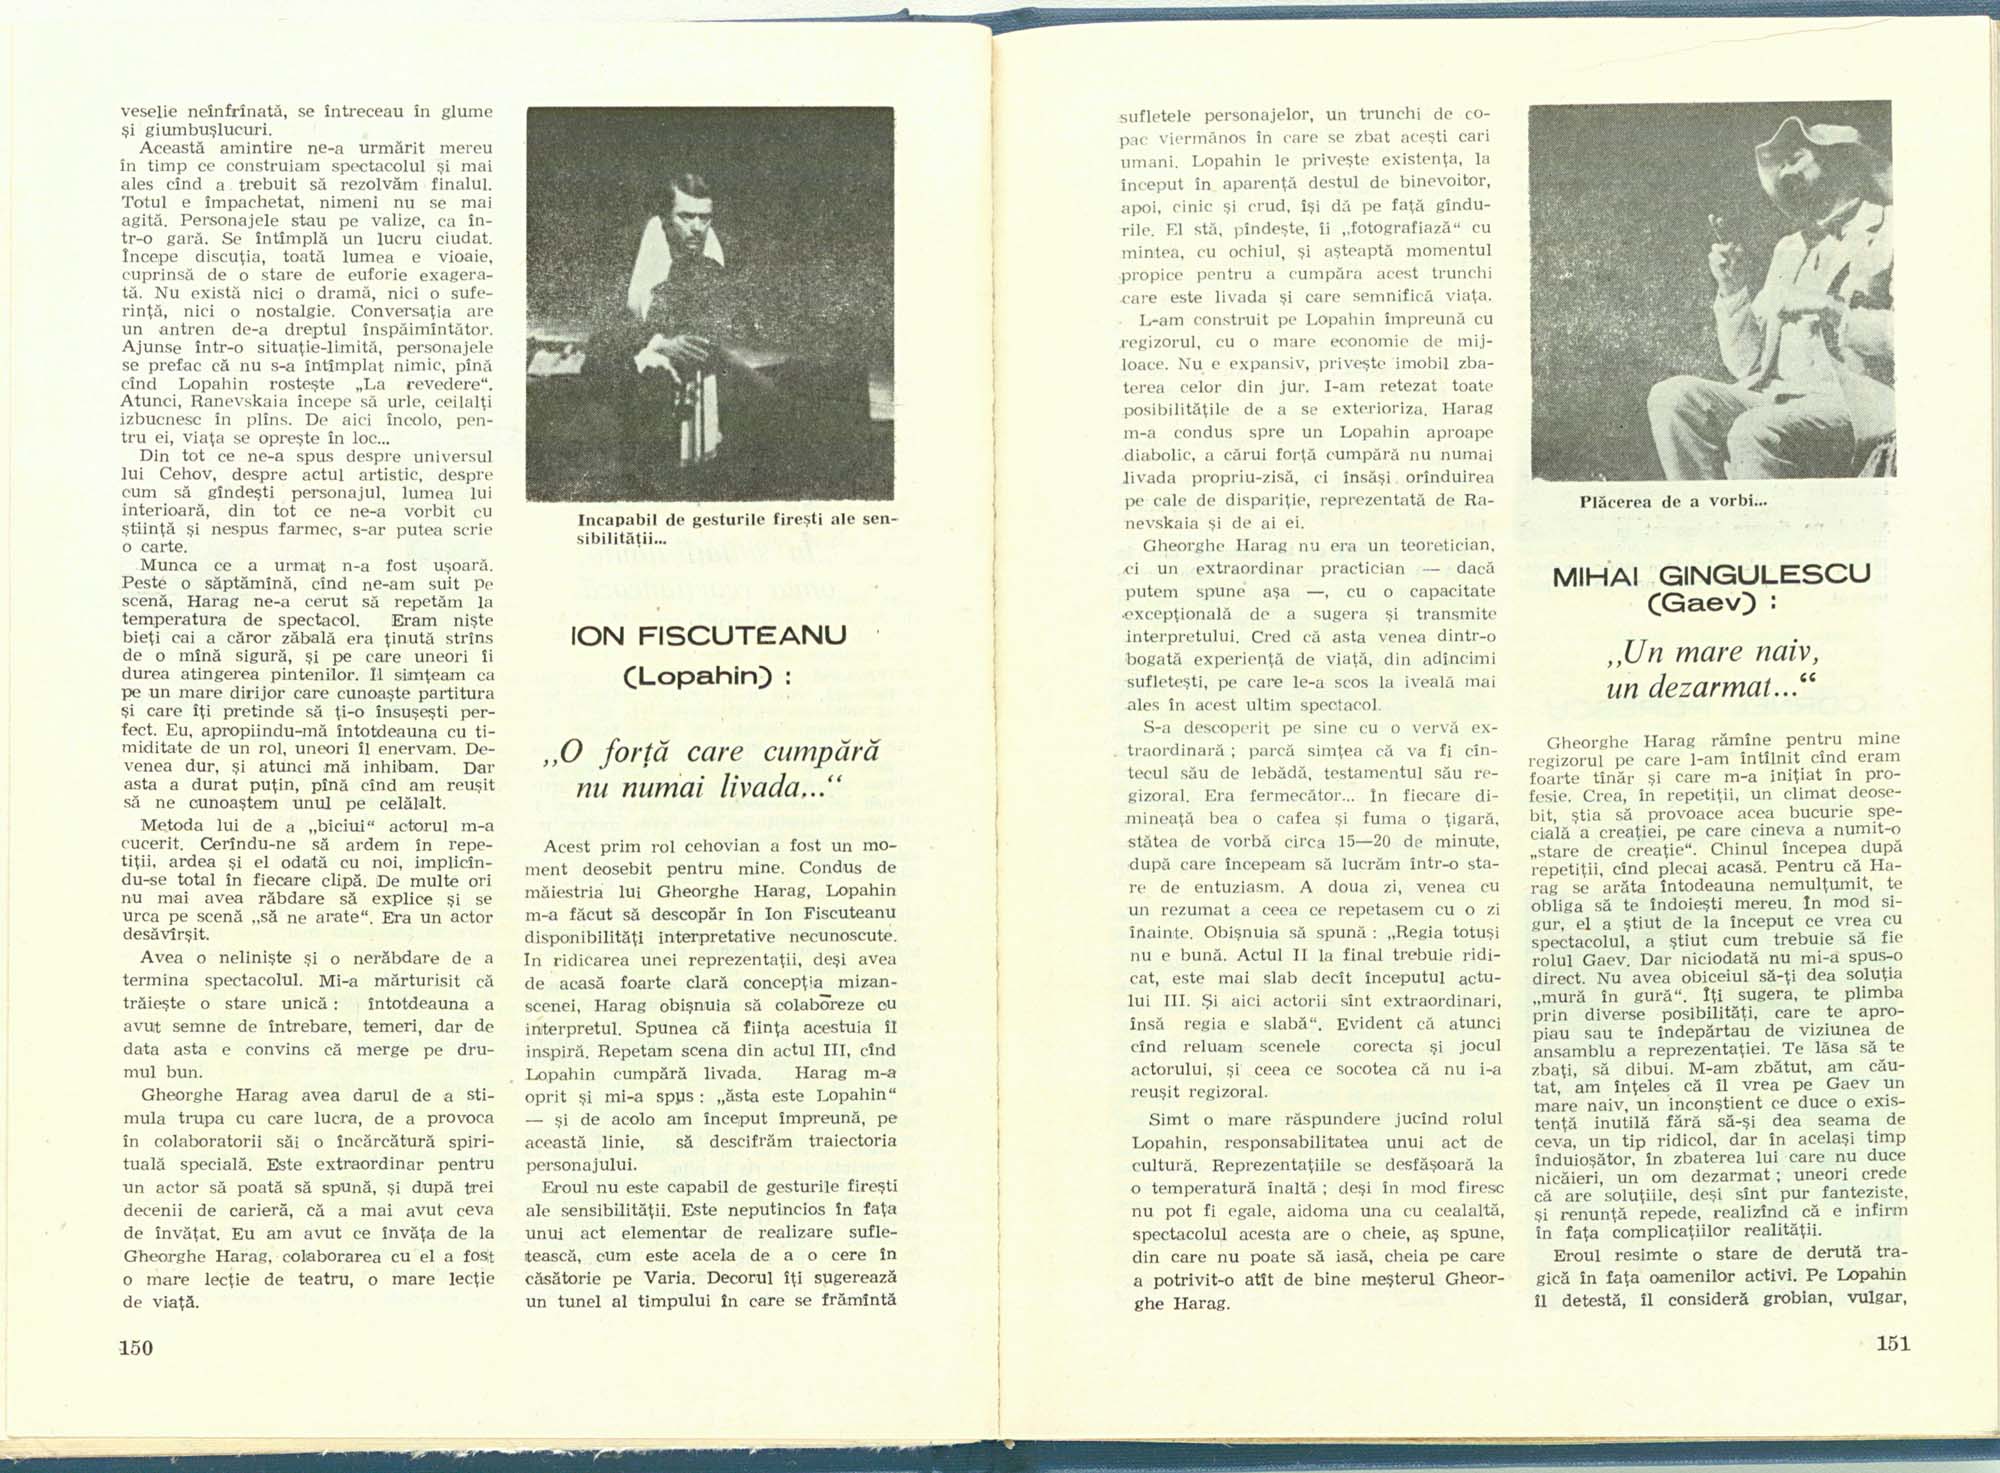 veselie neînfrînată, se întreceau în glume
și giumbușlucuri.
Această amintire ne-a urmărit mereu
în timp ce construiam spectacolul și mai
ales cînd a trebuit să rezolvăm finalul.
Totul e împachetat, nimeni nu se mai
agită. Personajele stau pe valize, ca în-
tr-o gară. Se întîmplă un lucru ciudat.
Începe discuția, toată lumea e vioaie,
cuprinsă de o stare de euforie exagera-
tă. Nu există nici o dramă, nici o sufe-
rință, nici o nostalgie. Conversația are
un antren de-a dreptul înspăimîntător.
Ajunse într-o situație-limită, personajele
se prefac că nu s-a întîmplat nimic, pînă
cînd Lopahin rostește „La revedere“.
Atunci, Ranevskaia începe să urle, ceilalți
izbucnesc în plîns. De aici încolo, pen-
tru ei, viața se oprește în loc...
Din tot ce ne-a spus despre universul
lui Cehov, despre actul artistic, despre
cum să gîndești personajul, lumea lui
interioară, din tot ce ne-a vorbit cu
știință și nespus farmec, s-ar putea scrie
o carte.
Munca ce a urmat n-a fost ușoară.
Peste o săptămînă, cînd ne-am suit pe
scenă, Harag ne-a cerut să repetăm la
temperatura de spectacol. Eram niște
bieți cai a căror zăbală era ținută strîns
de o mînă sigură, și pe care uneori îi
durea atingerea pintenilor. Îl simțeam ca
pe un mare dirijor care cunoaște partitura
și care îți pretinde să ți-o însușești per-
fect. Eu, apropiindu-mă întotdeauna cu ti-
miditate de un rol, uneori îl enervam. De-
venea dur, și atunci mă inhibam. Dar
asta a durat puțin, pînă cînd am reușit
să ne cunoaștem unul pe celălalt.
Metoda lui de a „biciui“ actorul m-a
cucerit. Cerîndu-ne să ardem în repe-
tiții, ardea și el odată cu noi, implicîn-
du-se total în fiecare clipă. De multe ori
nu mai avea răbdare să explice și se
urca pe scenă „să ne arate“. Era un actor
desăvîrșit.
Avea o neliniște și o nerăbdare de a
termina spectacolul. Mi-a mărturisit că
trăiește o stare unică : întotdeauna a
avut semne de întrebare, temeri, dar de
data asta e convins că merge pe dru-
mul bun.
Gheorghe Harag avea darul de a sti-
mula trupa cu care lucra, de a provoca
în colaboratorii săi o încărcătură spiri-
tuală specială. Este extraordinar pentru
un actor să poată să spună, și după trei
decenii de carieră, că a mai avut ceva
de învățat. Eu am avut ce învăța de la
Gheorghe Harag, colaborarea cu el a fost
o mare lecție de teatru, o mare lecție
de viață.
150
Incapabil de gesturile firești ale sen-
sibilității...
ION FISCUTEANU
(Lopahin) :
„O forță care cumpără
nu numai livada...“
Acest prim rol cehovian a fost un mo-
ment deosebit pentru mine. Condus de
măiestria lui Gheorghe Harag, Lopahin
m-a făcut să descopăr în Ion Fiscuteanu
disponibilități interpretative necunoscute.
In ridicarea unei reprezentații, deși avea
de acasă foarte clară concepția mizan-
scenei, Harag obișnuia să colaboreze cu
interpretul. Spunea că ființa acestuia îl
inspiră. Repetam scena din actul III, cînd
Lopahin cumpără livada. Harag m-a
oprit și mi-a spus : „ăsta este Lopahin“
— și de acolo am început împreună, pe
această linie, să descifrăm traiectoria
personajului.
Eroul nu este capabil de gesturile firești
ale sensibilității. Este neputincios în fața
unui act elementar de realizare sufle-
tească, cum este acela de a o cere în
căsătorie pe Varia. Decorul îți sugerează
un tunel al timpului în care se frămîntă
sufletele personajelor, un trunchi de co-
pac viermănos în care se zbat acești cari
umani. Lopahin le privește existența, la
început în aparență destul de binevoitor,
apoi, cinic și crud, își dă pe față gîndu-
rile. El stă, pîndește, îi „fotografiază“ cu
mintea, cu ochiul, și așteaptă momentul
propice pentru a cumpăra acest trunchi
care este livada și care semnifică viața.
L-am construit pe Lopahin împreună cu
regizorul, cu o mare economie de mij-
loace. Nu e expansiv, privește imobil zba-
terea celor din jur. I-am retezat toate
posibilitățile de a se exterioriza. Harag
m-a condus spre un Lopahin aproape
diabolic, a cărui forță cumpără nu numai
livada propriu-zisă, ci însăși orînduirea
pe cale de dispariție, reprezentată de Ra-
nevskaia și de ai ei.
Gheorghe Harag nu era un teoretician,
ci un extraordinar practician — dacă
putem spune așa —, cu o capacitate
excepțională de a sugera și transmite
interpretului. Cred că asta venea dintr-o
bogată experiență de viață, din adîncimi
sufletești, pe care le-a scos la iveală mai
ales în acest ultim spectacol.
S-a descoperit pe sine cu o vervă ex-
traordinară ; parcă simțea că va fi cîn-
tecul său de lebădă, testamentul său re-
gizoral. Era fermecător... În fiecare di-
mineață bea o cafea și fuma o țigară,
stătea de vorbă circa 15—20 de minute,
după care începeam să lucrăm într-o sta-
re de entuziasm. A doua zi, venea cu
un rezumat a ceea ce repetasem cu o zi
înainte. Obișnuia să spună : „Regia totuși
nu e bună. Actul II la final trebuie ridi-
cat, este mai slab decît începutul actu-
lui III. Și aici actorii sînt extraordinari,
însă regia e slabă“. Evident că atunci
cînd reluam scenele corecta și jocul
actorului, și ceea ce socotea că nu i-a
reușit regizoral.
Simt o mare răspundere jucînd rolul
Lopahin, responsabilitatea unui act de
cultură. Reprezentațiile se desfășoară la
o temperatură înaltă ; deși în mod firesc
nu pot fi egale, aidoma una cu cealaltă,
spectacolul acesta are o cheie, aș spune,
din care nu poate să iasă, cheia pe care
a potrivit-o atît de bine meșterul Gheor-
ghe Harag.
Plăcerea de a vorbi...
MIHAI GINGULESCU
(Gaev) :
„Un mare naiv,
un dezarmat...“
Gheorghe Harag rămîne pentru mine
regizorul pe care l-am întîlnit cînd eram
foarte tînăr și care m-a inițiat în pro-
fesie. Crea, în repetiții, un climat deose-
bit, știa să provoace acea bucurie spe-
cială a creației, pe care cineva a numit-o
„stare de creație“. Chinul începea după
repetiții, cînd plecai acasă. Pentru că Ha-
rag se arăta întodeauna nemulțumit, te
obliga să te îndoiești mereu. În mod si-
gur, el a știut de la început ce vrea cu
spectacolul, a știut cum trebuie să fie
rolul Gaev. Dar niciodată nu mi-a spus-o
direct. Nu avea obiceiul să-ți dea soluția
„mură în gură“. Îți sugera, te plimba
prin diverse posibilități, care te apro-
piau sau te îndepărtau de viziunea de
ansamblu a reprezentației. Te lăsa să te
zbați, să dibui. M-am zbătut, am cău-
tat, am înțeles că îl vrea pe Gaev un
mare naiv, un inconștient ce duce o exis-
tență inutilă fără să-și dea seama de
ceva, un tip ridicol, dar în același timp
înduioșător, în zbaterea lui care nu duce
nicăieri, un om dezarmat ; uneori crede
că are soluțiile, deși sînt pur fanteziste,
și renunță repede, realizînd că e infirm
în fața complicațiilor realității.
Eroul resimte o stare de derută tra-
gică în fața oamenilor activi. Pe Lopahin
îl detestă, îl consideră grobian, vulgar,
151